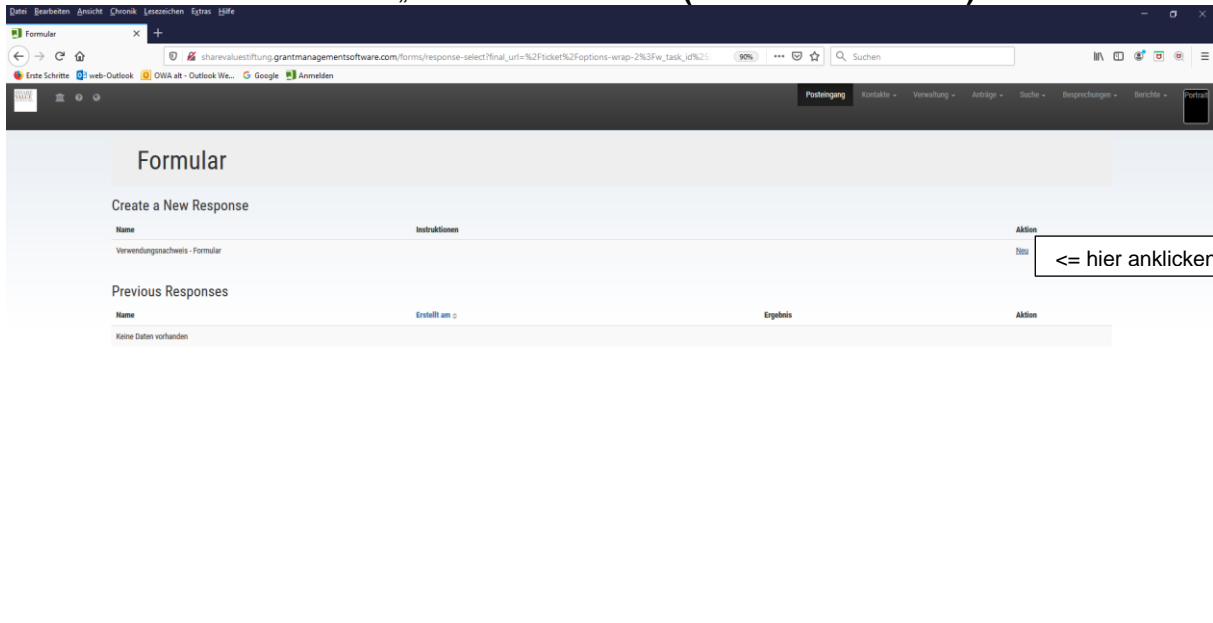 „ ( )
Datei Bearbeiten Ansicht Chronik Lesezeichen Extras Hilfe
Formular
sharevaluestiftung.grantmanagementsoftware.com/forms/response-select?final_url=%2Fticket%2Foptions-wrap-2%3Fw_task_id%25 90% Suchen
Erste Schritte web-Outlook OWA alt - Outlook We... Google Anmelden
SHARE VALUE Posteingang Kontakte Verwaltung Anträge Suche Besprechungen Berichte Portrait
Formular
Create a New Response
Name Instruktionen Aktion
Verwendungsnachweis - Formular Neu
<= hier anklicken
Previous Responses
Name Erstellt am Ergebnis Aktion
Keine Daten vorhanden